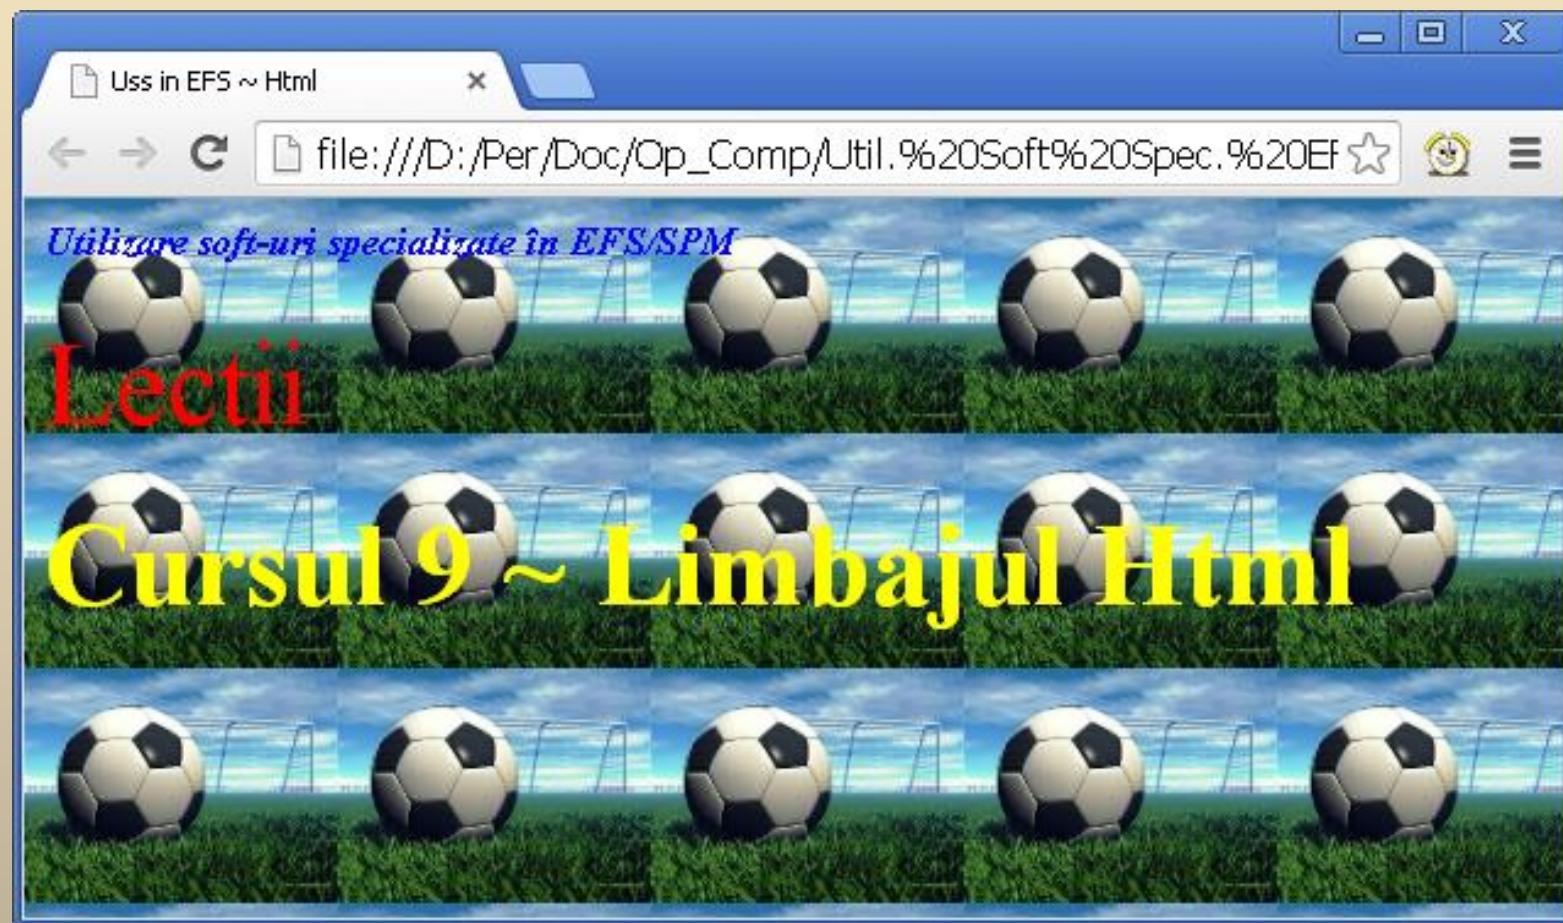 Uss in EFS ~ Html
file:///D:/Per/Doc/Op_Comp/Util.%20Soft%20Spec.%20EF
Utilizare soft-uri specializate în EFS/SPM
Lectii
Cursul 9 ~ Limbajul Html